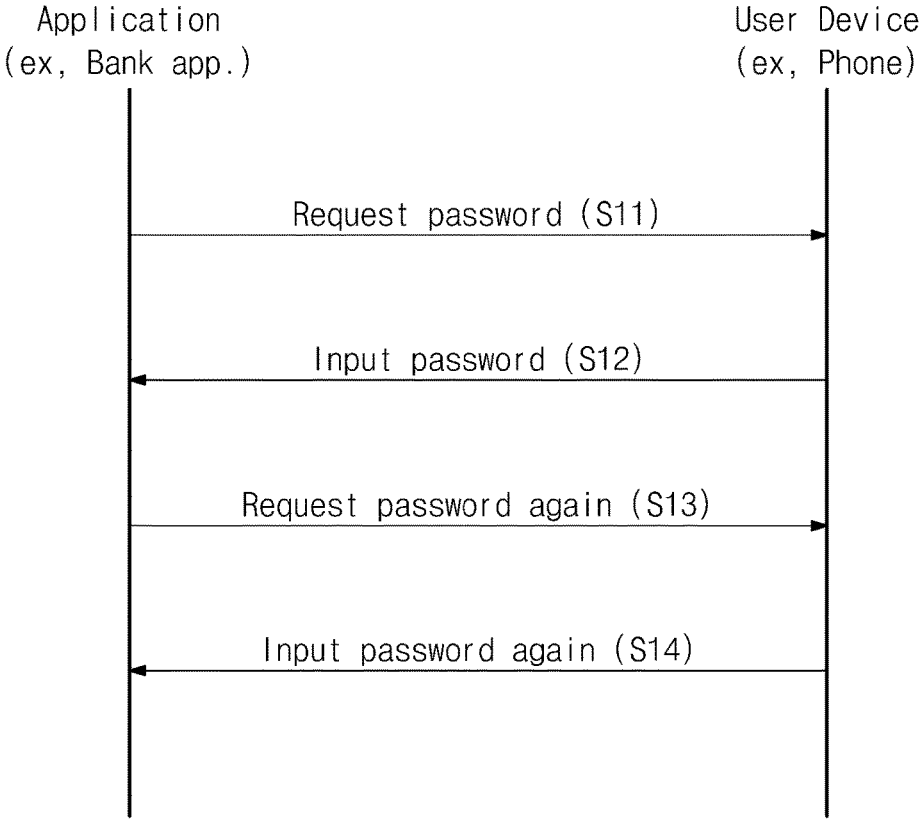 Application
(ex, Bank app.)
User Device
(ex, Phone)
Request password (S11)
Input password (S12)
Request password again (S13)
Input password again (S14)